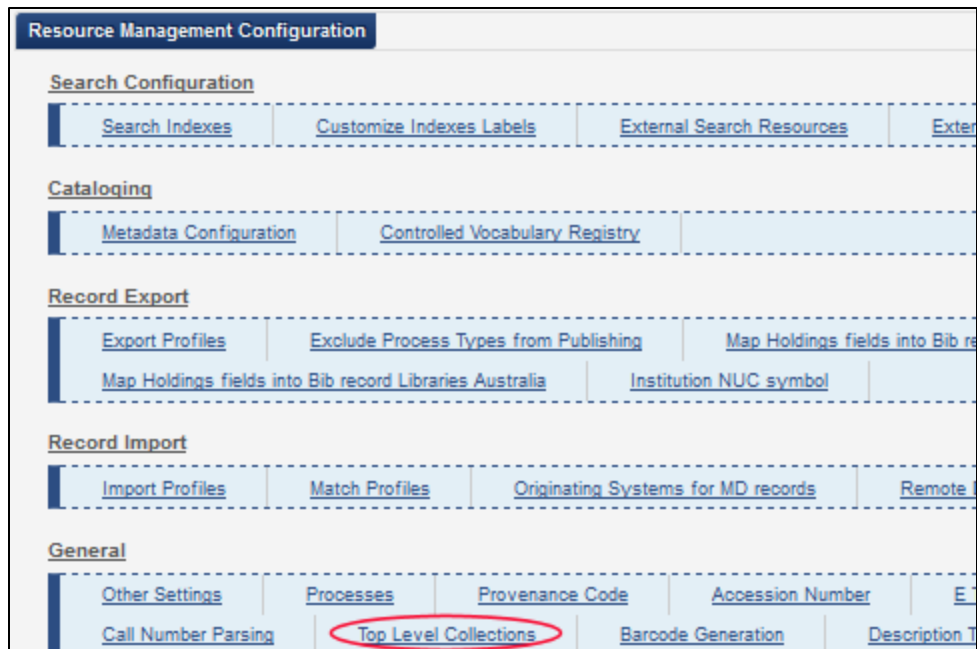 Resource Management Configuration
Search Configuration
Search Indexes Customize Indexes Labels External Search Resources
Cataloging
Metadata Configuration Controlled Vocabulary Registry
Record Export
Export Profiles Exclude Process Types from Publishing Map Holdings fields into Bib
Map Holdings fields into Bib record Libraries Australia Institution NUC symbol
Record Import
Import Profiles Match Profiles Originating Systems for MD records Remote
General
Other Settings Processes Provenance Code Accession Number E
Call Number Parsing Top Level Collections Barcode Generation Description